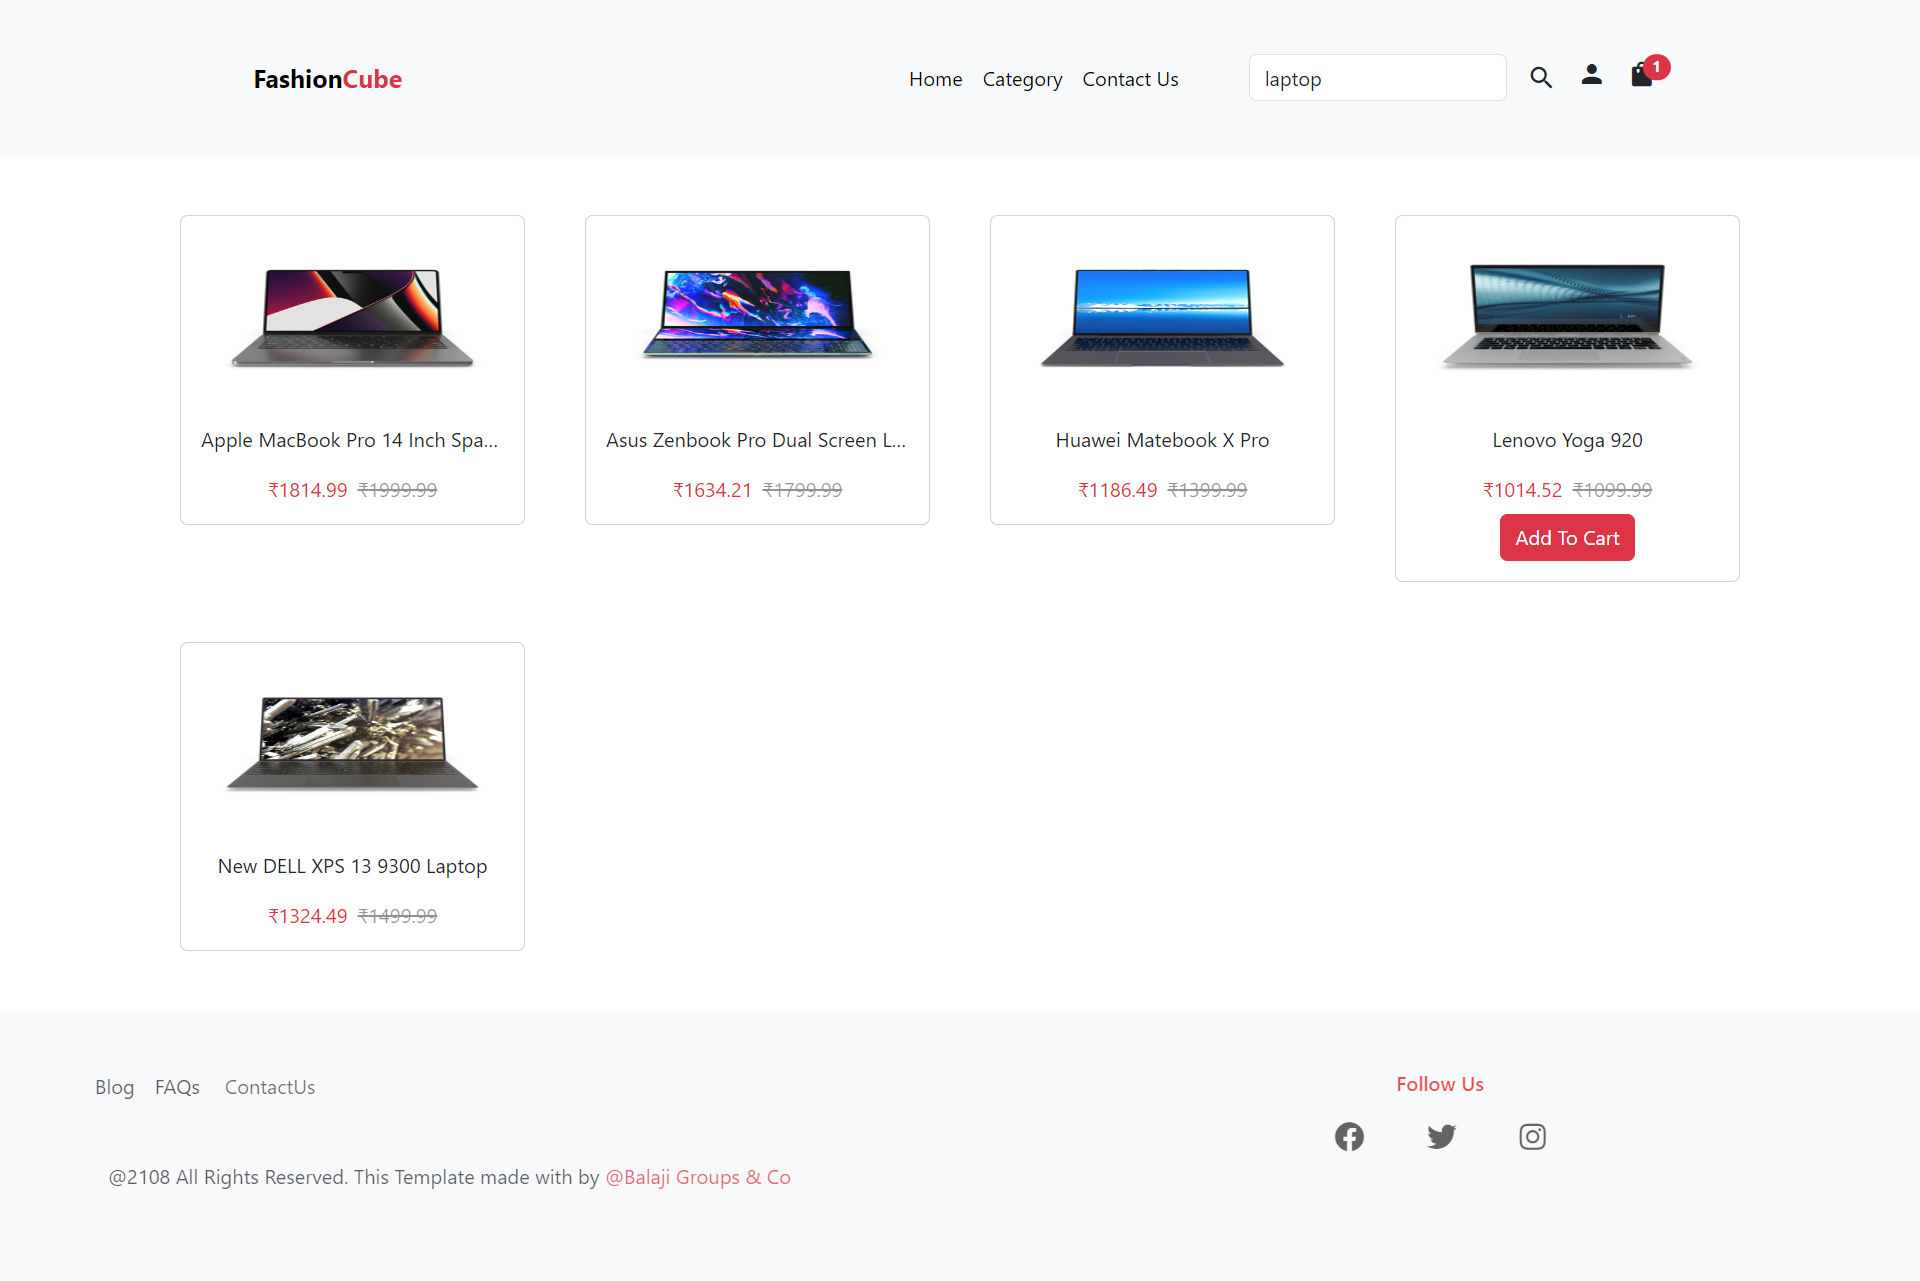 FashionCube
Home Category Contact Us
laptop
1
Apple MacBook Pro 14 Inch Spa...
₹1814.99 ₹1999.99
Asus Zenbook Pro Dual Screen L...
₹1634.21 ₹1799.99
Huawei Matebook X Pro
₹1186.49 ₹1399.99
Lenovo Yoga 920
₹1014.52 ₹1099.99
Add To Cart
New DELL XPS 13 9300 Laptop
₹1324.49 ₹1499.99
Blog FAQs ContactUs
Follow Us
@2108 All Rights Reserved. This Template made with by @Balaji Groups & Co